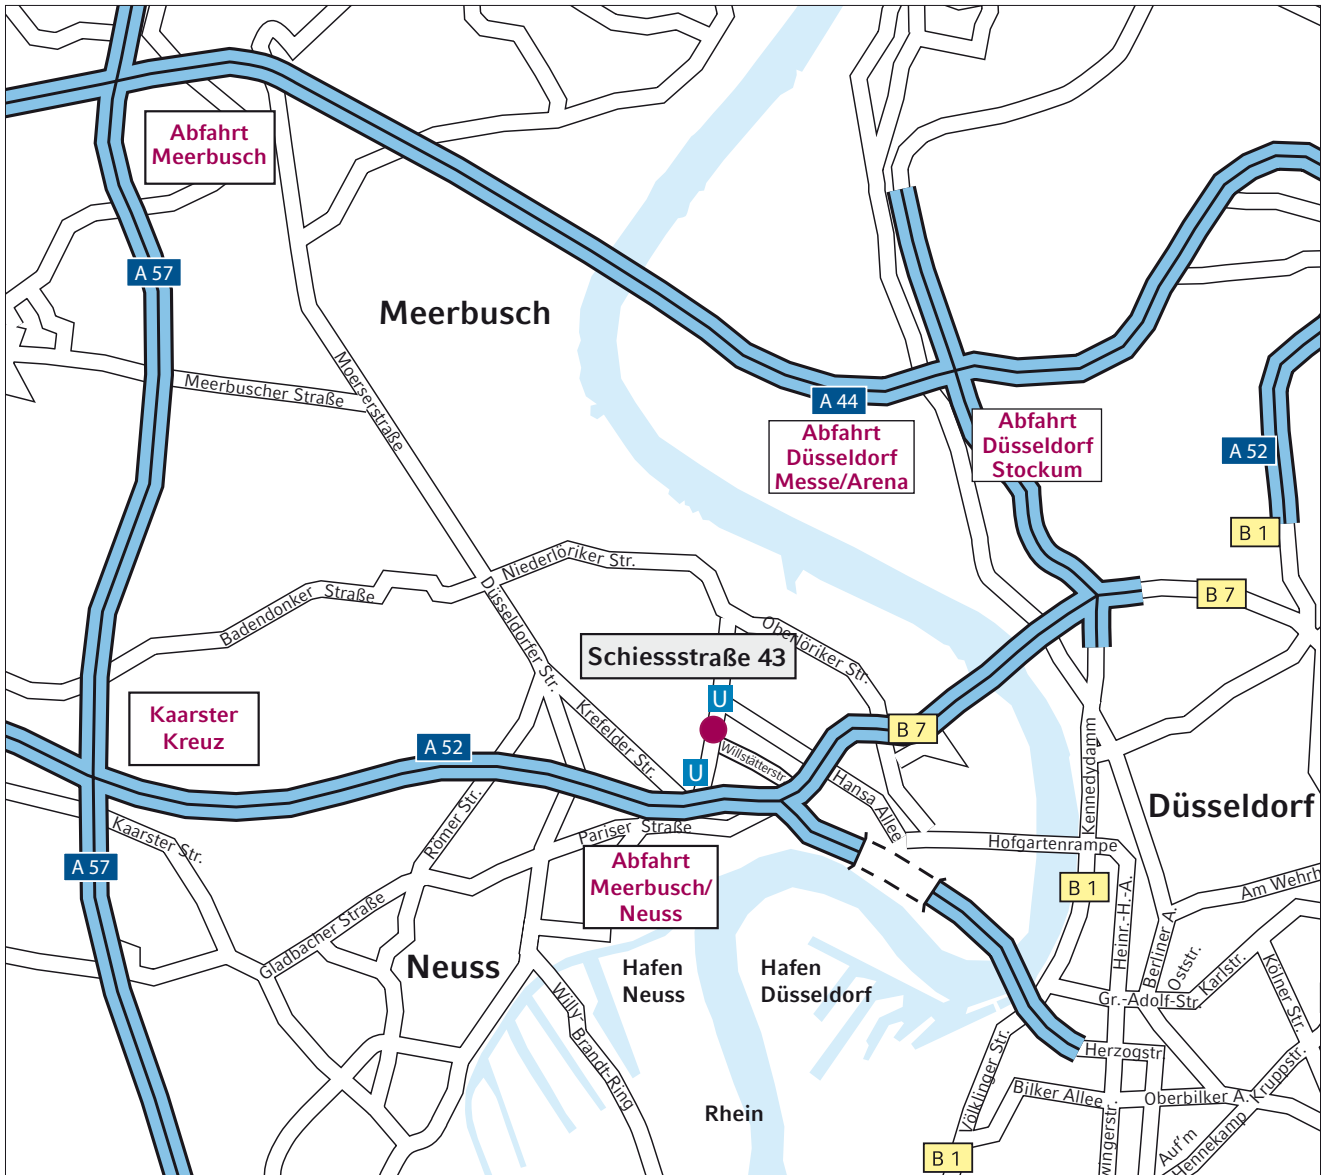 Abfahrt
Meerbusch
A 57
Meerbusch
Moerserstraße
Meerbuscher Straße
A 44
Abfahrt
Düsseldorf
Messe/Arena
Abfahrt
Düsseldorf
Stockum
A 52
B 1
B 7
Niederlöriker Str.
Badendonker Straße
Düsseldorfer Str.
Oberlöriker Str.
Schiessstraße 43
U
Kaarster
Kreuz
Krefelder Str.
A 52
B 7
U
Willstätterstr.
Hansa Allee
Kennedydamm
Düsseldorf
Kaarster Str.
Römer Str.
Pariser Straße
Hofgartenrampe
A 57
Abfahrt
Meerbusch/
Neuss
B 1
Am Wehrh
Gladbacher Straße
Heinr.-H.-A.
Berliner A.
Oststr.
Karlstr.
Kölner Str.
Neuss
Hafen
Neuss
Hafen
Düsseldorf
Gr.-Adolf-Str.
Willy-Brandt-Ring
Völklinger Str.
Herzogstr.
Kruppstr.
Bilker Allee
Oberbilker A.
Rhein
wingerstr.
Auf'm
Hennekamp
B 1